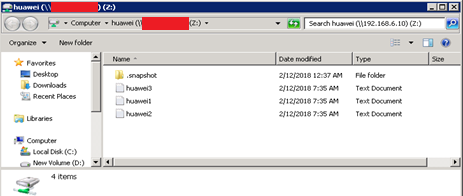 huawei (\\ (Z:)
Computer huawei (\\ (Z:) Search huawei (\\192.168.6.10) (Z:)
Organize New folder
Name Date modified Type Size
Favorites
Desktop
Downloads
Recent Places
Libraries
Computer
Local Disk (C:)
New Volume (D:)
.snapshot 2/12/2018 12:37 AM File folder
huawei3 2/12/2018 7:35 AM Text Document
huawei1 2/12/2018 7:35 AM Text Document
huawei2 2/12/2018 7:35 AM Text Document
4 items